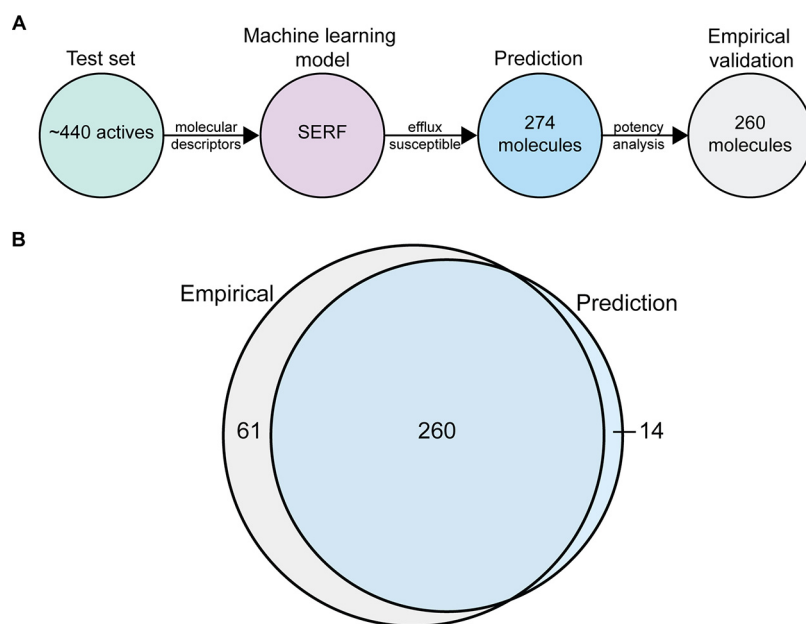 A
Test set
Machine learning
model
Prediction
Empirical
validation
~440 actives
molecular
descriptors
SERF
efflux
susceptible
274
molecules
potency
analysis
260
molecules
B
Empirical
Prediction
61
260
14